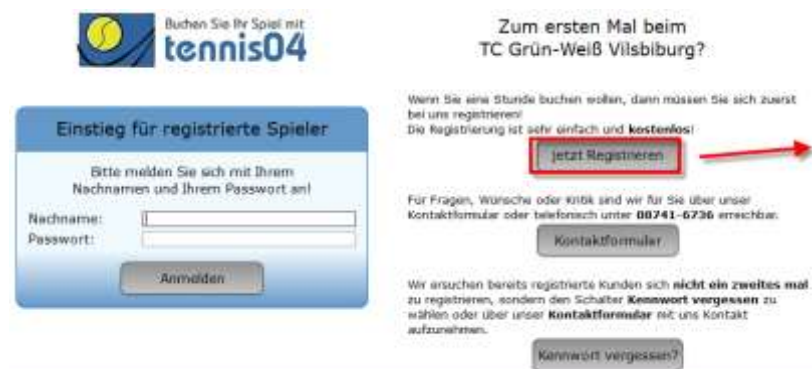 Buchen Sie Ihr Spiel mit
tennis04
Einstieg für registrierte Spieler
Bitte melden Sie sich mit Ihrem
Nachnamen und Ihrem Passwort an!
Nachname:
Passwort:
Anmelden
Zum ersten Mal beim
TC Grün-Weiß Vilsbiburg?
Wenn Sie eine Stunde buchen wollen, dann müssen Sie sich zuerst
bei uns registrieren!
Die Registrierung ist sehr einfach und kostenlos!
jetzt Registrieren
Für Fragen, Wünsche oder Kritik sind wir für Sie über unser
Kontaktformular oder telefonisch unter 08741-6736 erreichbar.
Kontaktformular
Wir ersuchen bereits registrierte Kunden sich nicht ein zweites mal
zu registrieren, sondern den Schalter Kennwort vergessen zu
wählen oder über unser Kontaktformular mit uns Kontakt
aufzunehmen.
Kennwort vergessen?